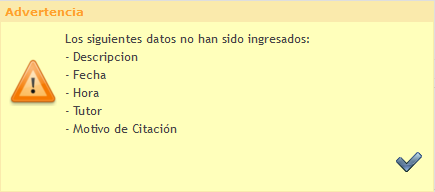 Advertencia
Los siguientes datos no han sido ingresados:
- Descripcion
- Fecha
- Hora
- Tutor
- Motivo de Citación